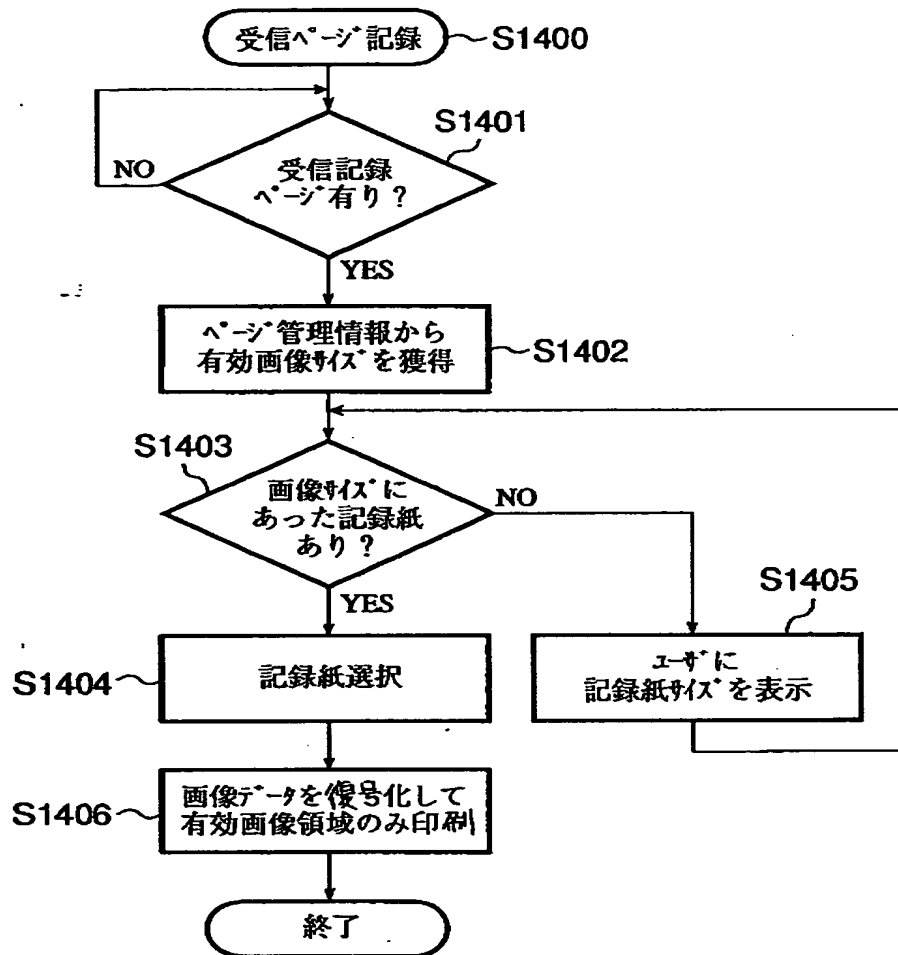 受信ページ記録
S1400
S1401
NO
受信記録
ページ有り?
YES
ページ管理情報から
有効画像サイズを獲得
S1402
S1403
画像サイズに
あった記録紙
あり?
NO
YES
S1405
S1404
記録紙選択
ユーザに
記録紙サイズを表示
S1406
画像データを復号化して
有効画像領域のみ印刷
終了